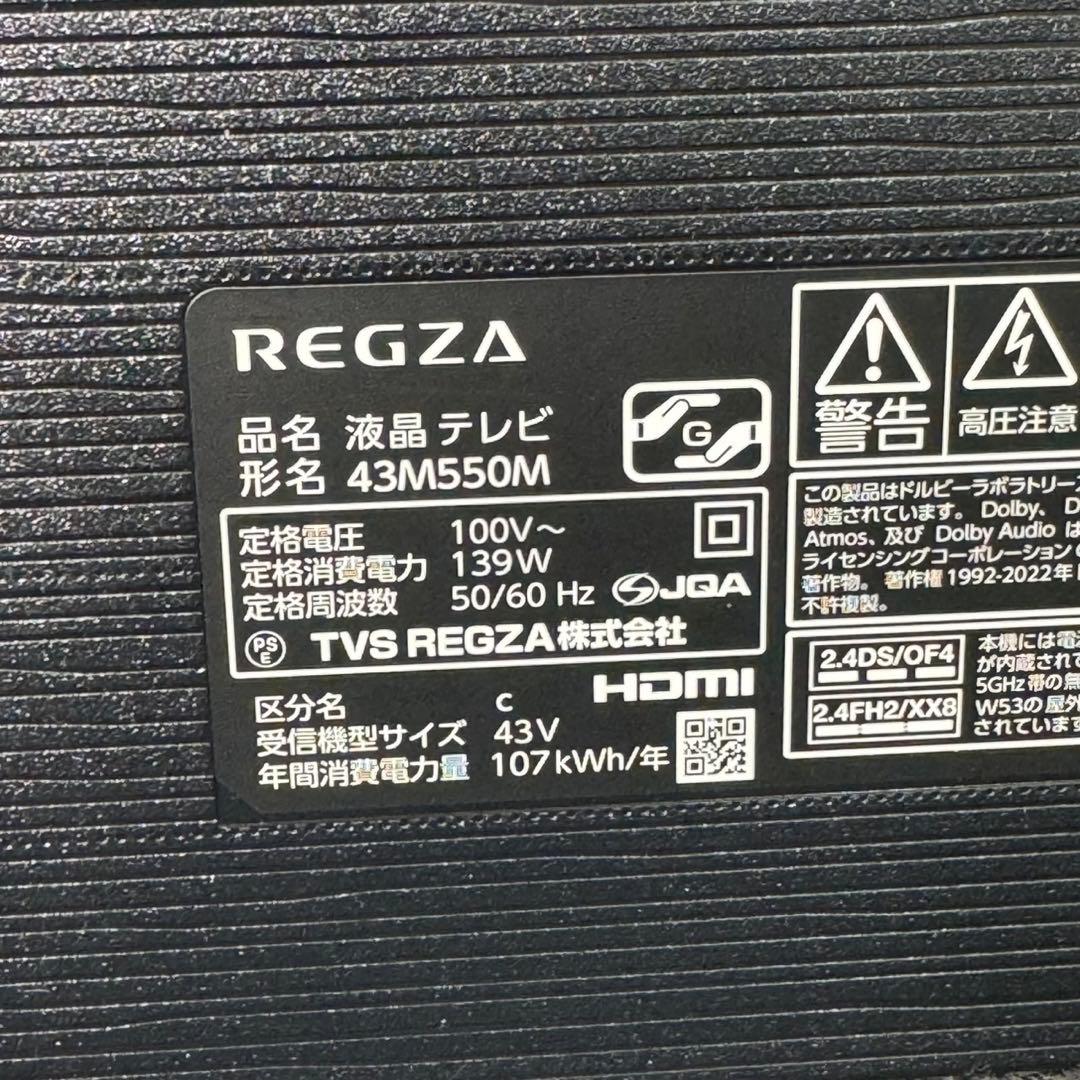 REGZA
品名 液晶テレビ
形名 43M550M
G
定格電圧 100V～
定格消費電力 139W
定格周波数 50/60 Hz
JQA
PS
E
TVS REGZA株式会社
HDMI
区分名 c
受信機型サイズ 43V
年間消費電力量 107kWh/年
警告
高圧注意
この製品はドルビーラボラトリー
製造されています。 Dolby、 D
Atmos、及び Dolby Audio は
ライセンシングコーポレーション
著作物。 著作権 1992-2022年
不許複製。
2.4DS/OF4
2.4FH2/XX8
本機には電
が内蔵されて
5GHz 帯の無
W53の屋外
されています